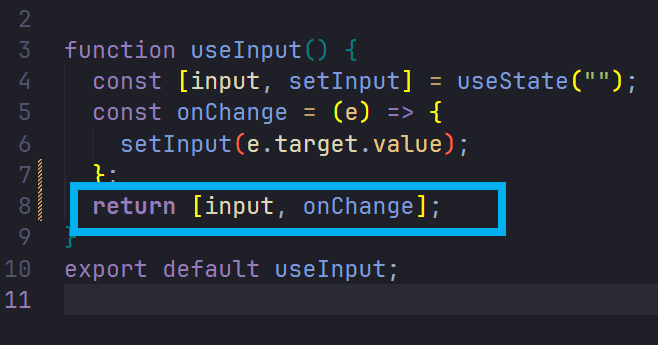 2
3 function useInput() {
4 const [input, setInput] = useState("");
5 const onChange = (e) => {
6 setInput(e.target.value);
7 };
8 return [input, onChange];
9 }
10 export default useInput;
11